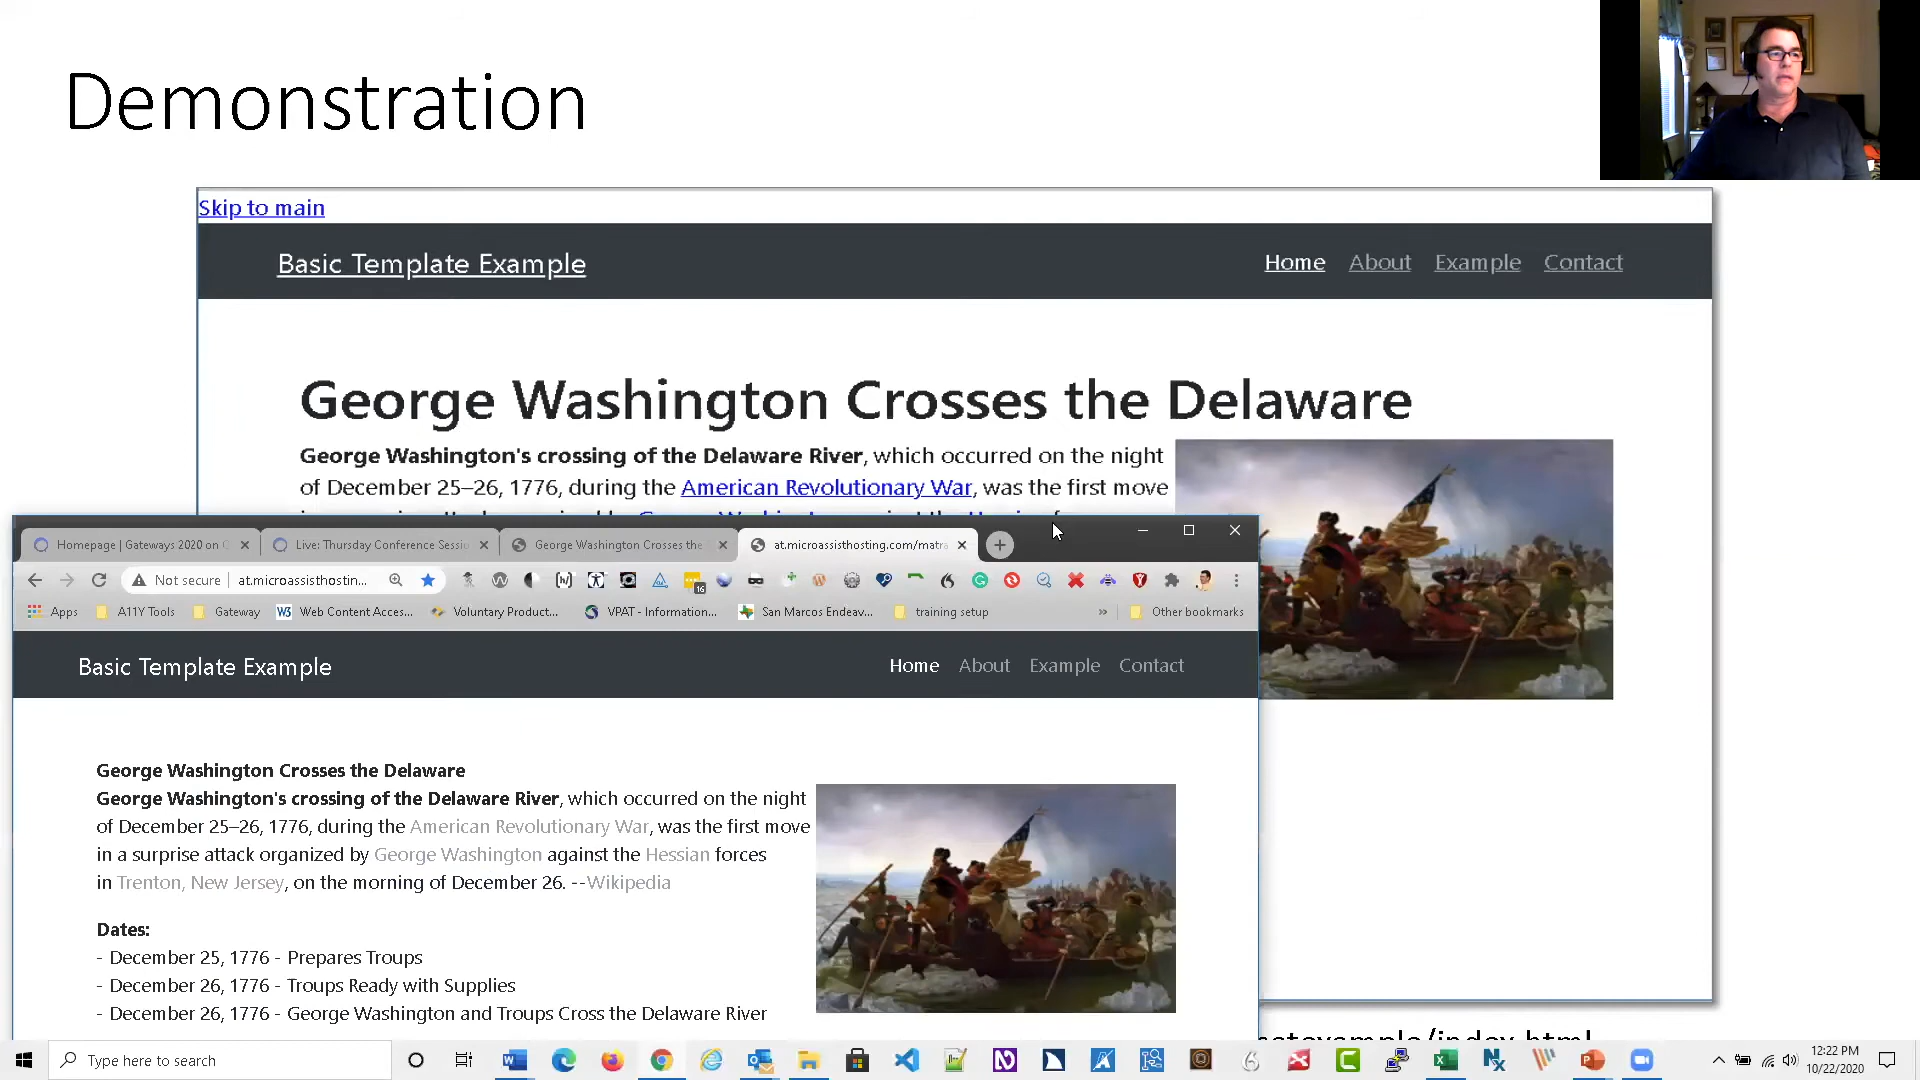 Demonstration
Skip to main
Basic Template Example
Home About Example Contact
George Washington Crosses the Delaware
George Washington's crossing of the Delaware River, which occurred on the night
of December 25–26, 1776, during the American Revolutionary War, was the first move
Homepage | Gateways 2020 on
Live: Thursday Conference Sessi
George Washington Crosses the
at.microassisthosting.com/matra
Not secure | at.microassisthostin...
16
Apps A11Y Tools Gateway Web Content Acces... Voluntary Product... VPAT - Information... San Marcos Endeav... training setup » Other bookmarks
Basic Template Example
Home About Example Contact
George Washington Crosses the Delaware
George Washington's crossing of the Delaware River, which occurred on the night
of December 25–26, 1776, during the American Revolutionary War, was the first move
in a surprise attack organized by George Washington against the Hessian forces
in Trenton, New Jersey, on the morning of December 26. --Wikipedia
Dates:
- December 25, 1776 - Prepares Troups
- December 26, 1776 - Troups Ready with Supplies
- December 26, 1776 - George Washington and Troups Cross the Delaware River
/index.html
Type here to search
12:22 PM
10/22/2020